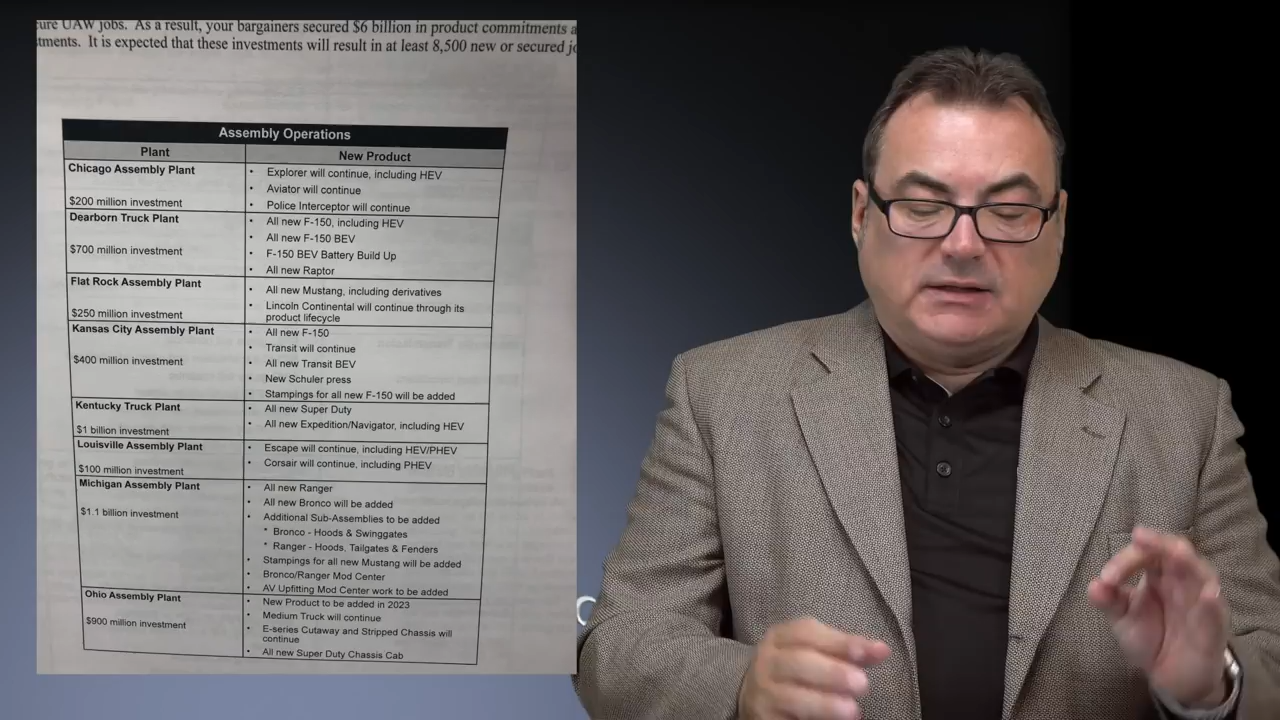 ure UAW jobs. As a result, your bargainers secured $6 billion in product commitments a
tments. It is expected that these investments will result in at least 8,500 new or secured jo
Assembly Operations
Plant
New Product
Chicago Assembly Plant
$200 million investment
• Explorer will continue, including HEV
• Aviator will continue
• Police Interceptor will continue
Dearborn Truck Plant
$700 million investment
• All new F-150, including HEV
• All new F-150 BEV
• F-150 BEV Battery Build Up
• All new Raptor
Flat Rock Assembly Plant
$250 million investment
• All new Mustang, including derivatives
• Lincoln Continental will continue through its
product lifecycle
Kansas City Assembly Plant
$400 million investment
• All new F-150
• Transit will continue
• All new Transit BEV
• New Schuler press
• Stampings for all new F-150 will be added
Kentucky Truck Plant
$1 billion investment
• All new Super Duty
• All new Expedition/Navigator, including HEV
Louisville Assembly Plant
$100 million investment
• Escape will continue, including HEV/PHEV
• Corsair will continue, including PHEV
Michigan Assembly Plant
$1.1 billion investment
• All new Ranger
• All new Bronco will be added
• Additional Sub-Assemblies to be added
* Bronco - Hoods & Swinggates
* Ranger - Hoods, Tailgates & Fenders
• Stampings for all new Mustang will be added
• Bronco/Ranger Mod Center
• AV Upfitting Mod Center work to be added
Ohio Assembly Plant
$900 million investment
• New Product to be added in 2023
• Medium Truck will continue
• E-series Cutaway and Stripped Chassis will
continue
• All new Super Duty Chassis Cab